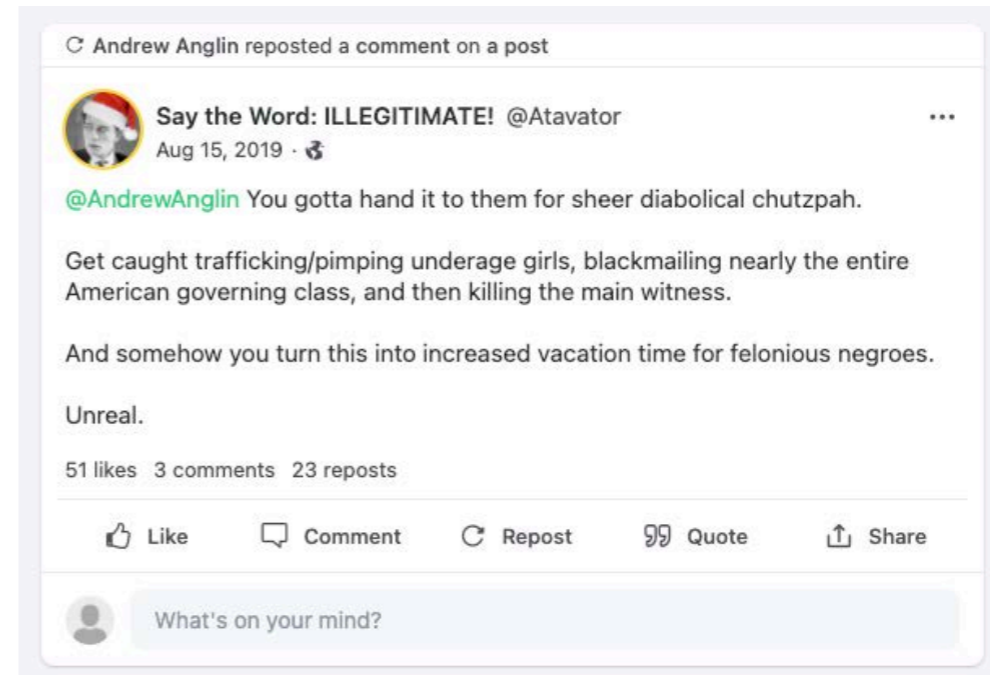 Andrew Anglin reposted a comment on a post
Say the Word: ILLEGITIMATE! @Atavator
Aug 15, 2019 ·
@AndrewAnglin You gotta hand it to them for sheer diabolical chutzpah.
Get caught trafficking/pimping underage girls, blackmailing nearly the entire
American governing class, and then killing the main witness.
And somehow you turn this into increased vacation time for felonious negroes.
Unreal.
51 likes 3 comments 23 reposts
Like Comment Repost Quote Share
What's on your mind?